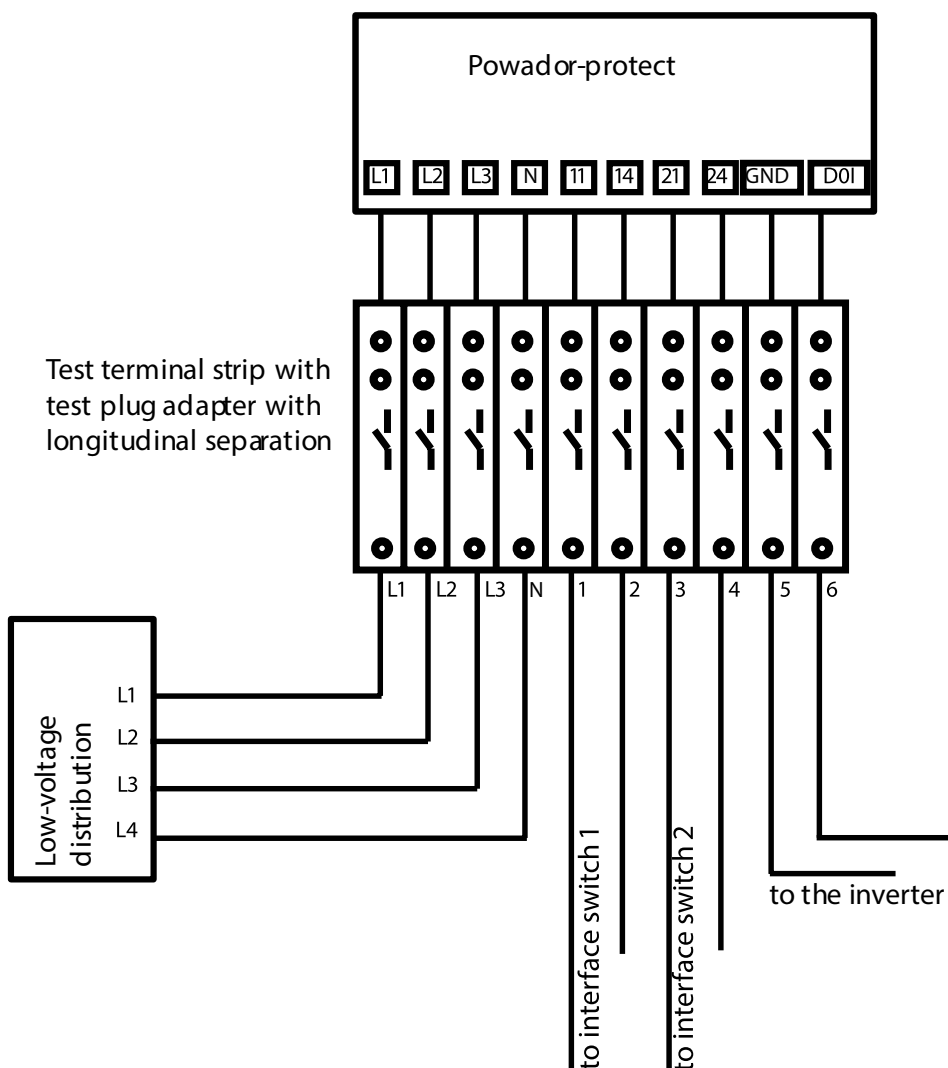 Powador-protect
L1 L2 L3 N 11 14 21 24 GND D0I
Test terminal strip with
test plug adapter with
longitudinal separation
L1 L2 L3 N 1 2 3 4 5 6
Low-voltage
distribution
L1
L2
L3
L4
to interface switch 1
to interface switch 2
to the inverter